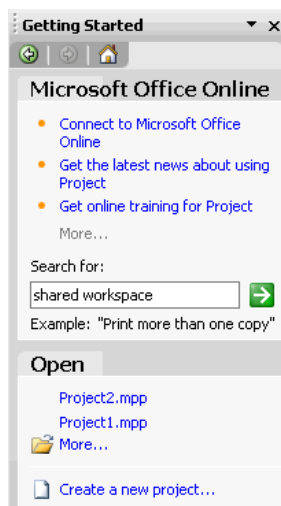 Getting Started
Microsoft Office Online
Connect to Microsoft Office
Online
Get the latest news about using
Project
Get online training for Project
More...
Search for:
shared workspace
Example: "Print more than one copy"
Open
Project2.mpp
Project1.mpp
More...
Create a new project...